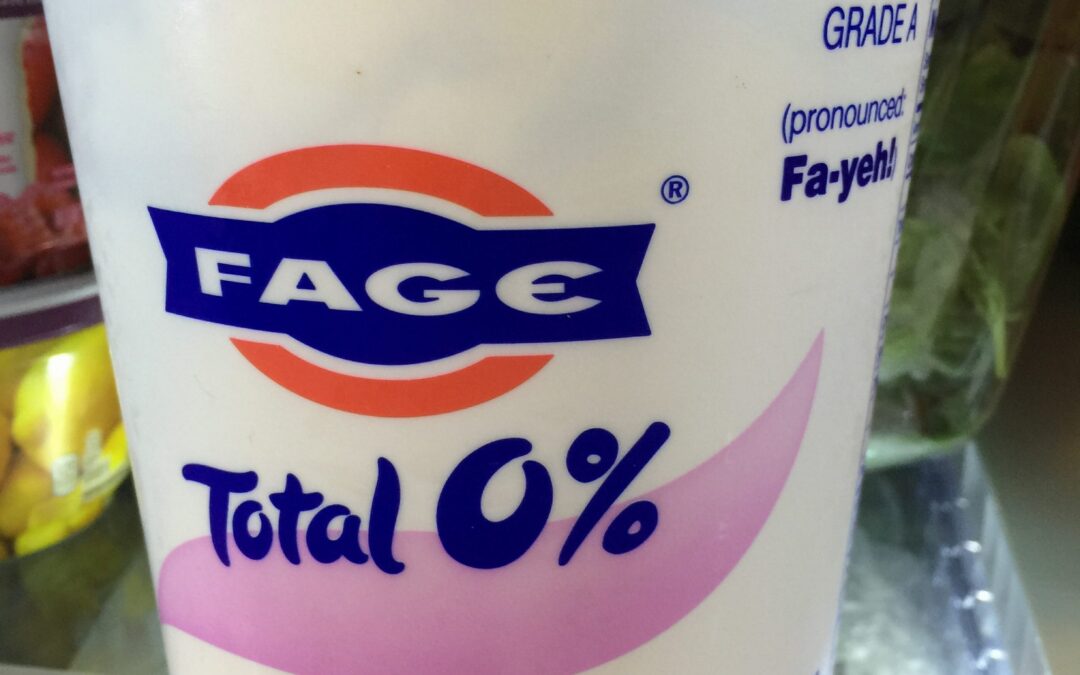 GRADE A
(pronounced:
Fa-yeh!)
FAGE®
Total 0%